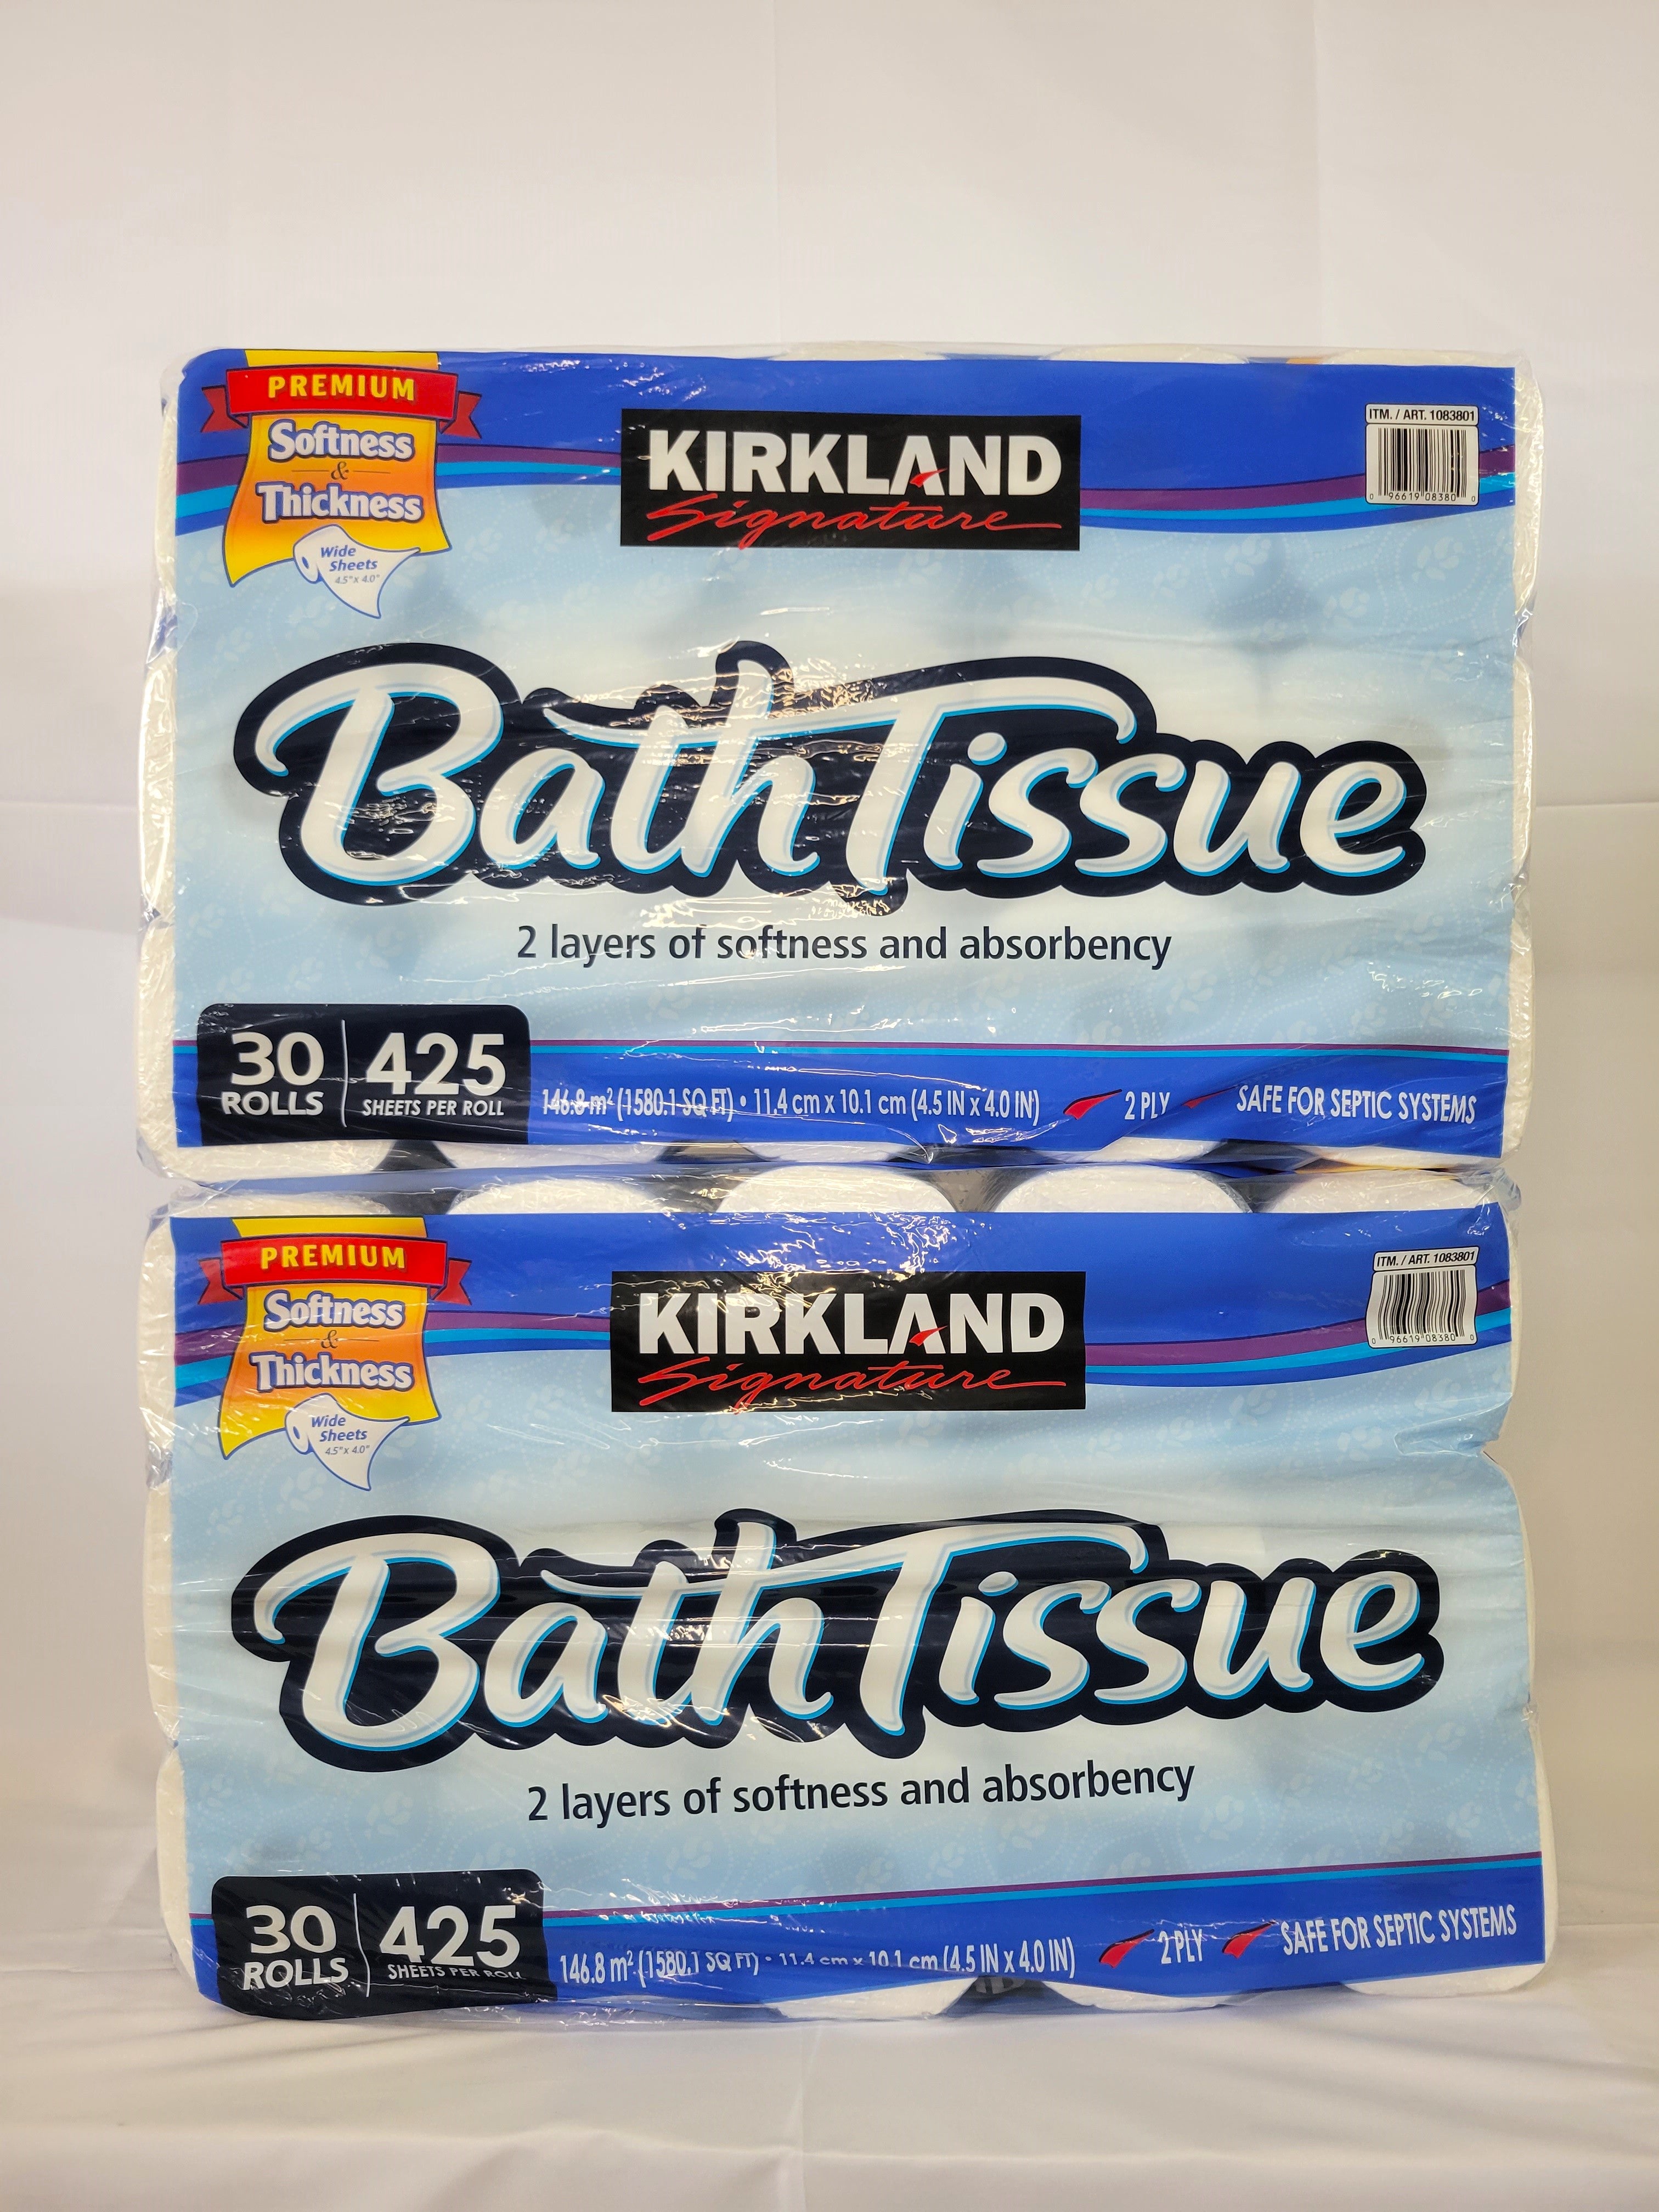 PREMIUM
Softness
&
Thickness
Wide
Sheets
4.5"x 4.0"
KIRKLAND
Signature
ITM. / ART. 1083801
0 96619 08380 0
Bath Tissue
2 layers of softness and absorbency
30
ROLLS
425
SHEETS PER ROLL
146.8 m² (1580.1 SQ FT) • 11.4 cm x 10.1 cm (4.5 IN x 4.0 IN) 2 PLY SAFE FOR SEPTIC SYSTEMS
PREMIUM
Softness
&
Thickness
Wide
Sheets
4.5"x 4.0"
KIRKLAND
Signature
ITM. / ART. 1083801
0 96619 08380 0
Bath Tissue
2 layers of softness and absorbency
30
ROLLS
425
SHEETS PER ROLL
146.8 m² (1580.1 SQ FT) • 11.4 cm x 10.1 cm (4.5 IN x 4.0 IN) 2 PLY SAFE FOR SEPTIC SYSTEMS